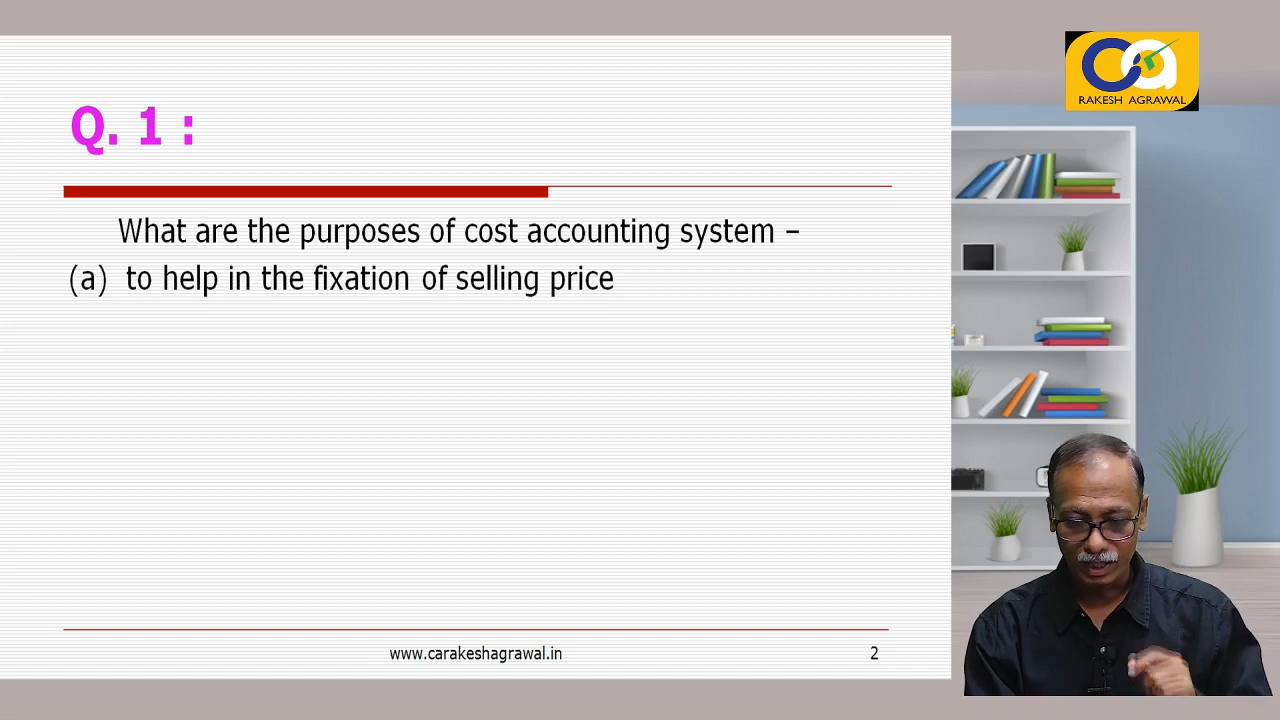 Q. 1 :
What are the purposes of cost accounting system –
(a) to help in the fixation of selling price
www.carakeshagrawal.in
2
ca
RAKESH AGRAWAL